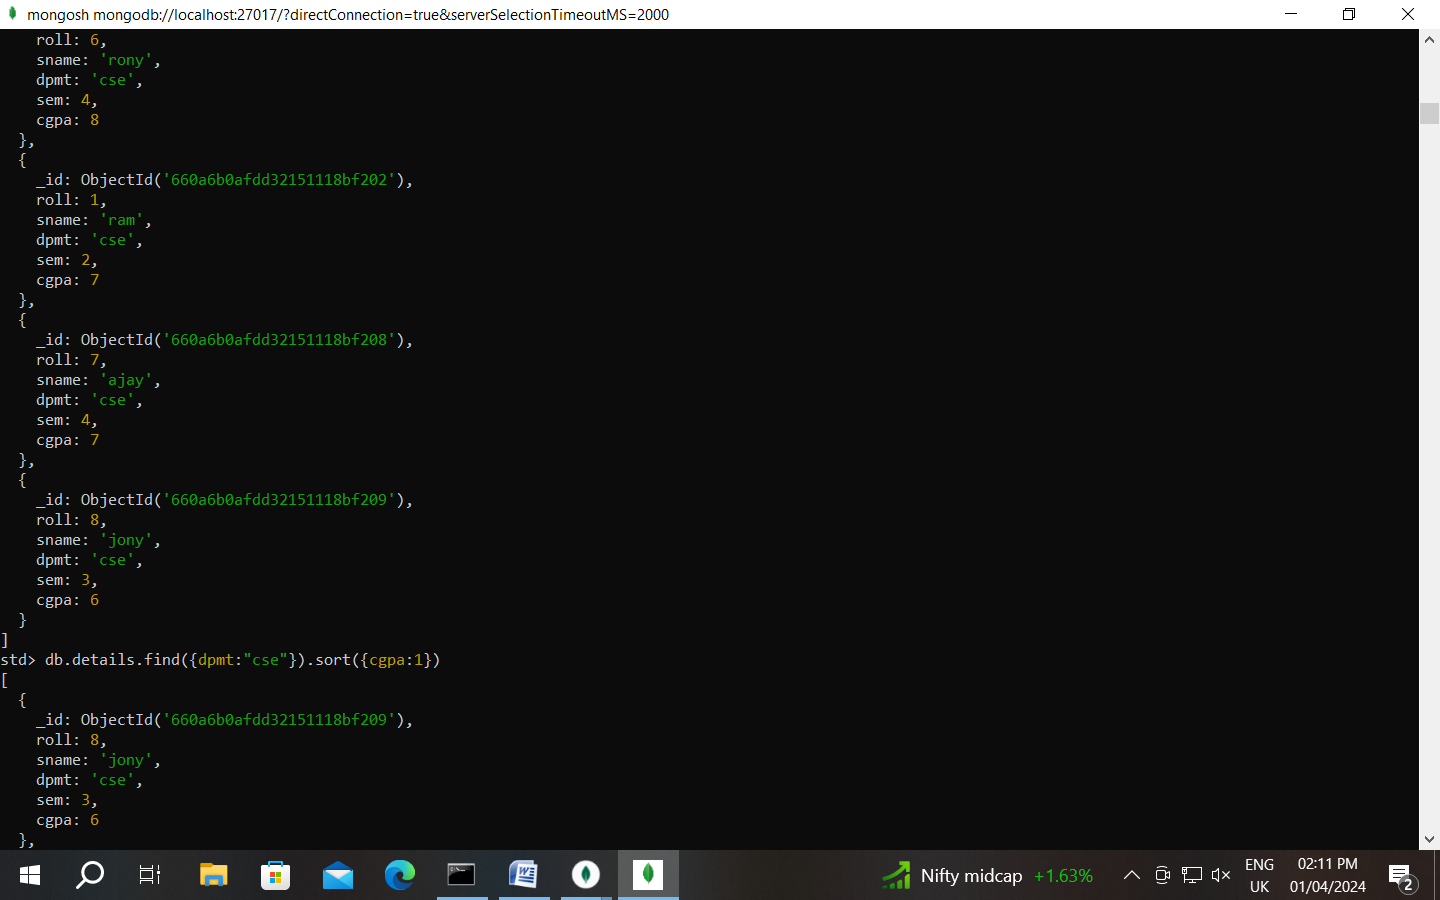 mongosh mongodb://localhost:27017/?directConnection=true&serverSelectionTimeoutMS=2000
roll: 6,
sname: 'rony',
dpmt: 'cse',
sem: 4,
cgpa: 8
},
{
_id: ObjectId('660a6b0afdd32151118bf202'),
roll: 1,
sname: 'ram',
dpmt: 'cse',
sem: 2,
cgpa: 7
},
{
_id: ObjectId('660a6b0afdd32151118bf208'),
roll: 7,
sname: 'ajay',
dpmt: 'cse',
sem: 4,
cgpa: 7
},
{
_id: ObjectId('660a6b0afdd32151118bf209'),
roll: 8,
sname: 'jony',
dpmt: 'cse',
sem: 3,
cgpa: 6
}
]
std> db.details.find({dpmt:"cse"}).sort({cgpa:1})
[
{
_id: ObjectId('660a6b0afdd32151118bf209'),
roll: 8,
sname: 'jony',
dpmt: 'cse',
sem: 3,
cgpa: 6
},
Nifty midcap +1.63%
ENG
UK
02:11 PM
01/04/2024
2